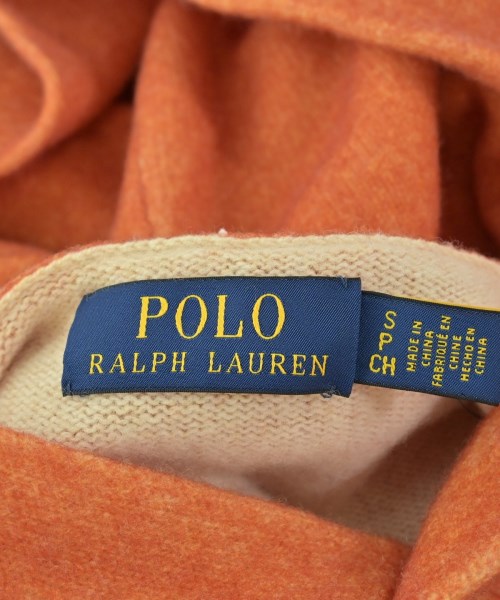 POLO
RALPH LAUREN
S
P
CH
MADE IN
CHINA
FABRIQUÉ EN
CHINE
HECHO EN
CHINA